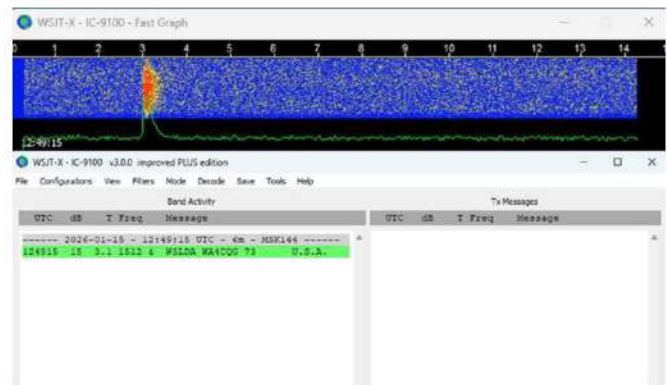 WSJT-X - IC-9100 - Fast Graph
0 1 2 3 4 5 6 7 8 9 10 11 12 13 14
12:49:15
WSJT-X - IC-9100 v3.0.0 improved PLUS edition
File Configurations View Filters Mode Decode Save Tools Help
Band Activity Tx Messages
UTC dB T Freq Message UTC dB T Freq Message
------ 2026-01-15 - 12:49:15 UTC - 6m - MSK144 ------
124915 15 3.1 1512 & W5LDA WA4CQG 73 U.S.A.